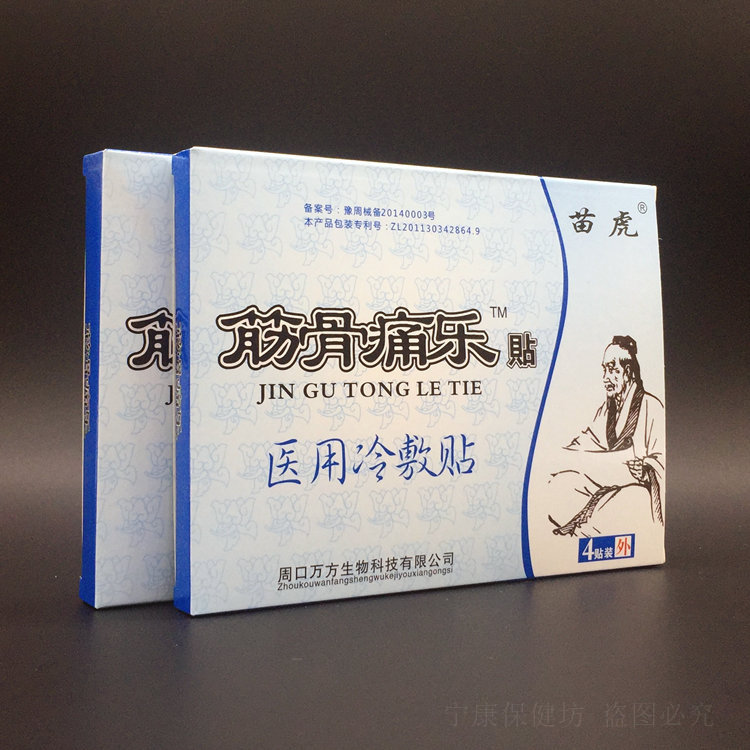 备案号：豫周械备20140003号
本产品包装专利号：ZL201130342864.9
苗虎®
筋骨痛乐™貼
JIN GU TONG LE TIE
医用冷敷贴
4贴装 外
周口万方生物科技有限公司
Zhoukouwanfangshengwukejiyouxiangongsi
筋
J
宁康保健坊 盗图必究